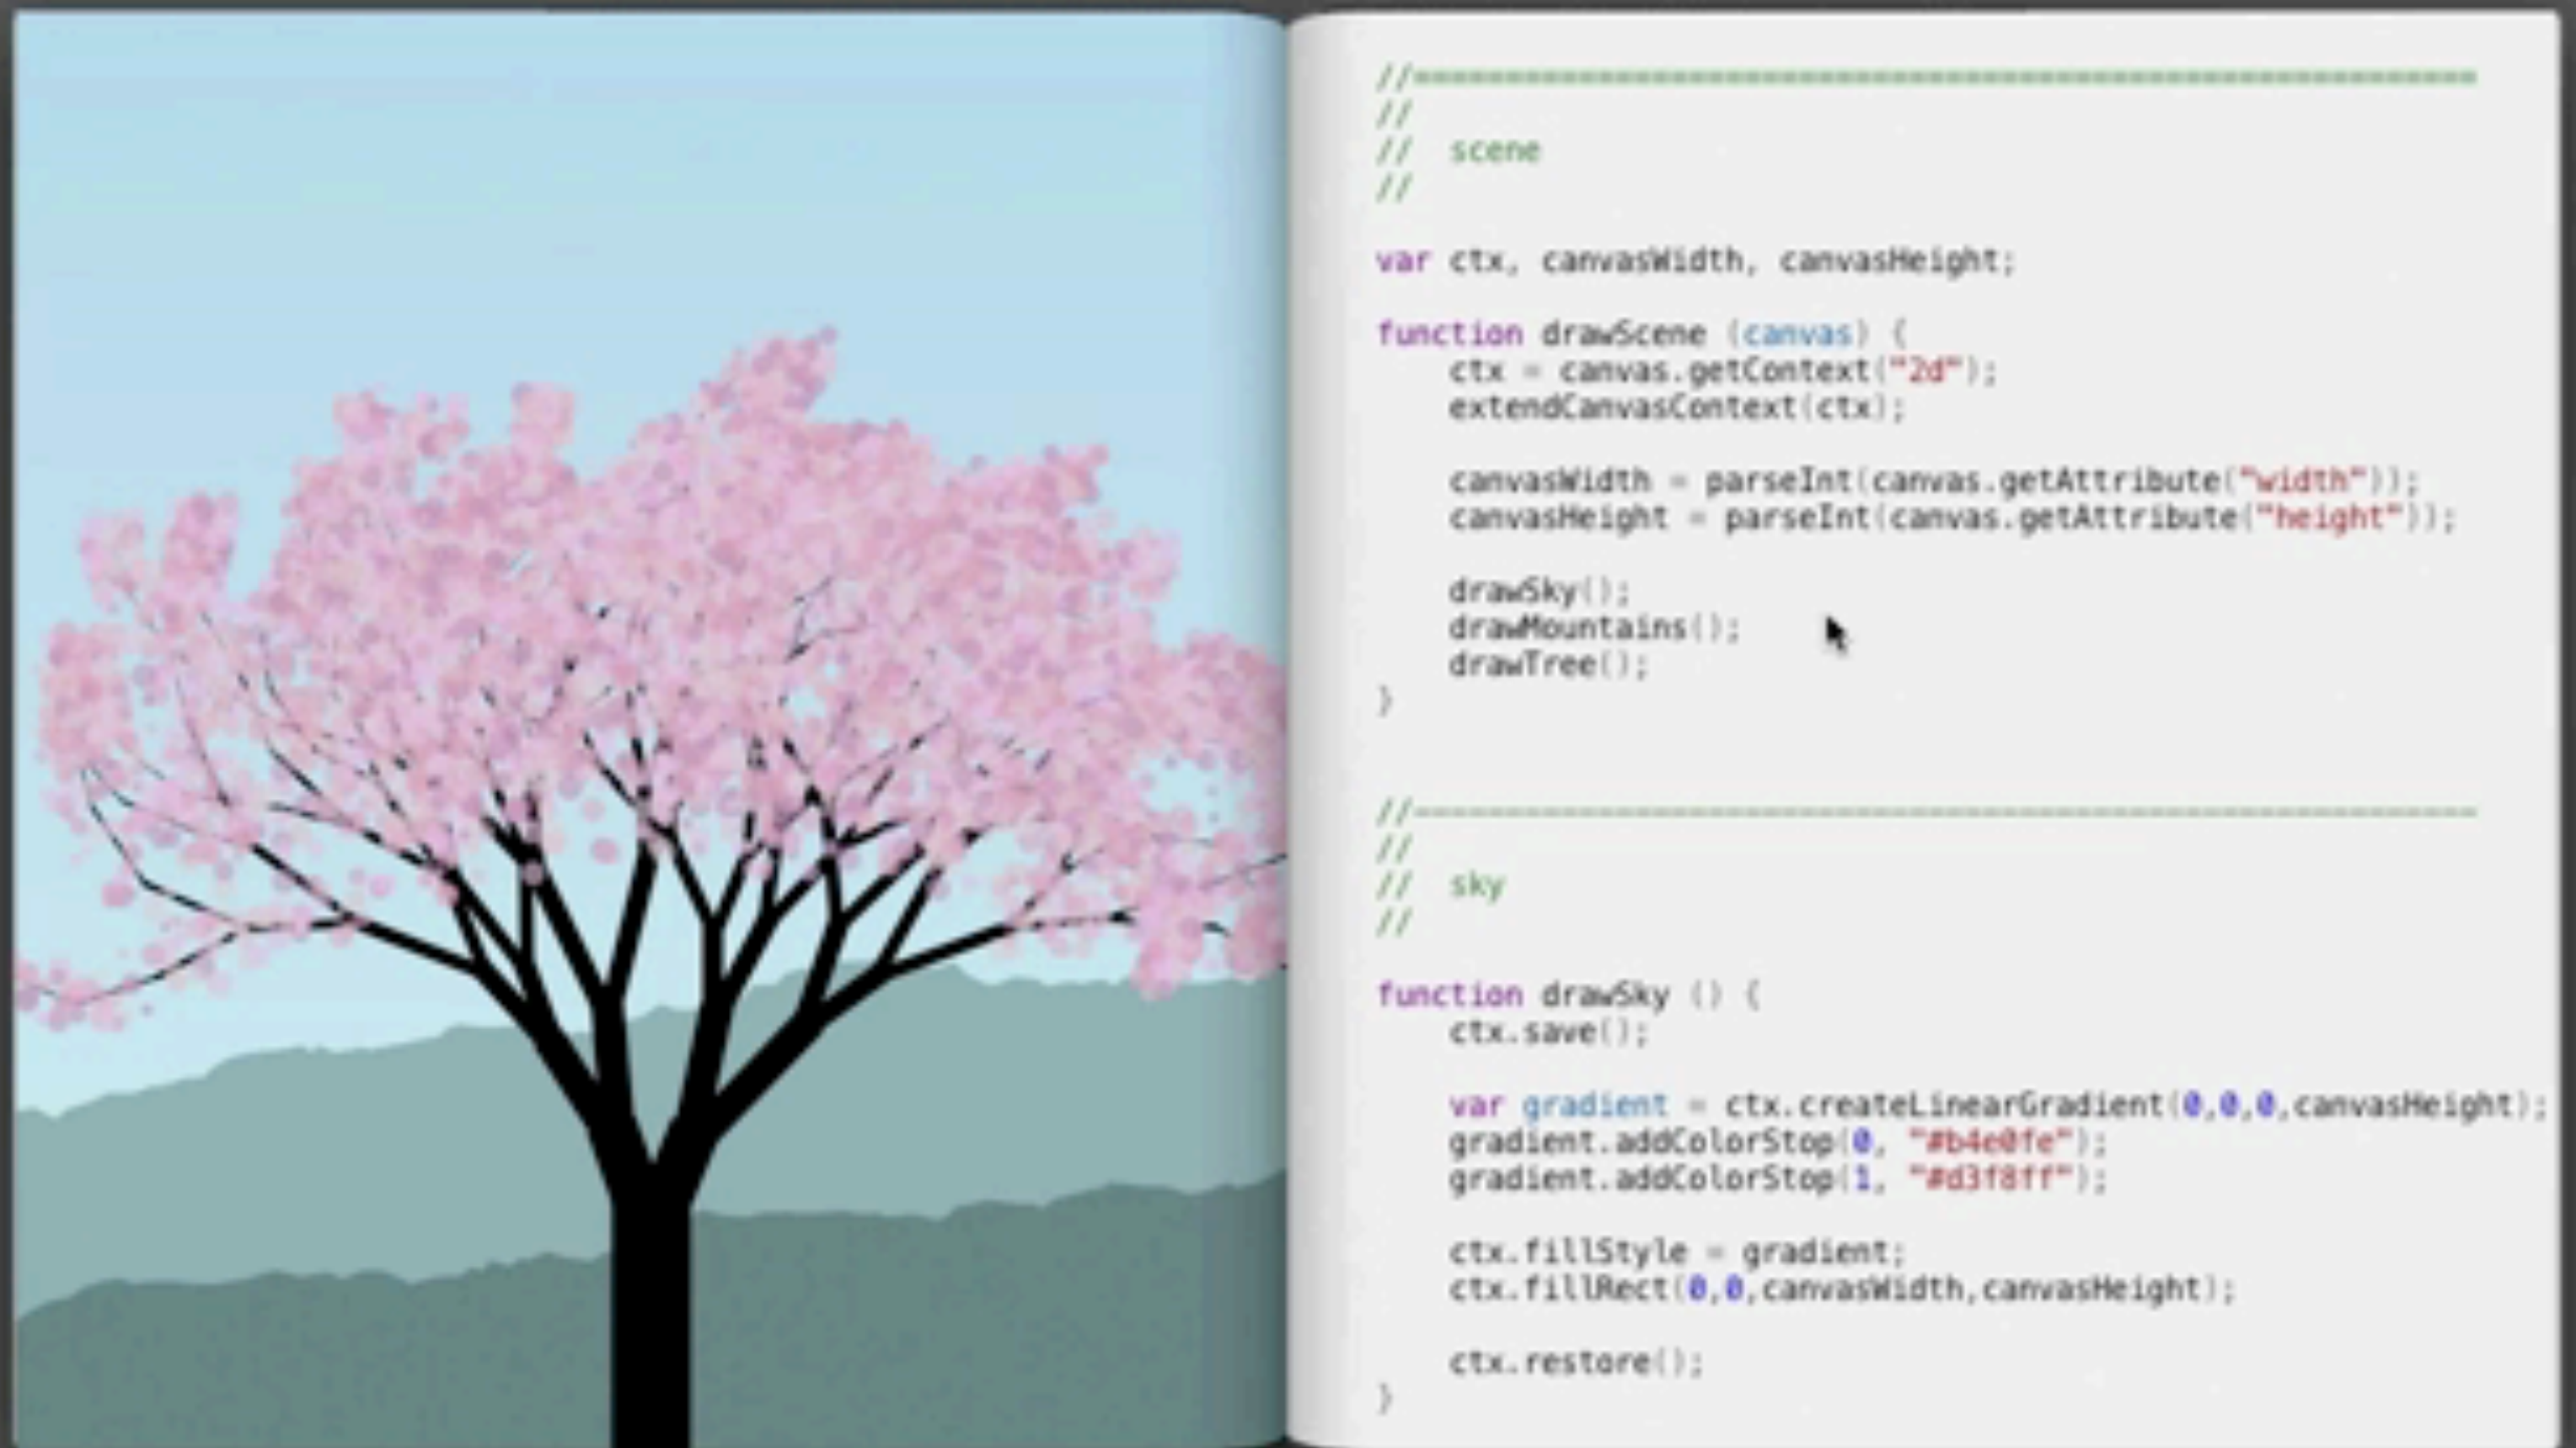 //==========================================================
//
//  scene
//
var ctx, canvasWidth, canvasHeight;
function drawScene (canvas) {
    ctx = canvas.getContext("2d");
    extendCanvasContext(ctx);
    canvasWidth = parseInt(canvas.getAttribute("width"));
    canvasHeight = parseInt(canvas.getAttribute("height"));
    drawSky();
    drawMountains();
    drawTree();
}
//----------------------------------------------------------
//
//  sky
//
function drawSky () {
    ctx.save();
    var gradient = ctx.createLinearGradient(0,0,0,canvasHeight);
    gradient.addColorStop(0, "#b4e0fe");
    gradient.addColorStop(1, "#d3f8ff");
    ctx.fillStyle = gradient;
    ctx.fillRect(0,0,canvasWidth,canvasHeight);
    ctx.restore();
}